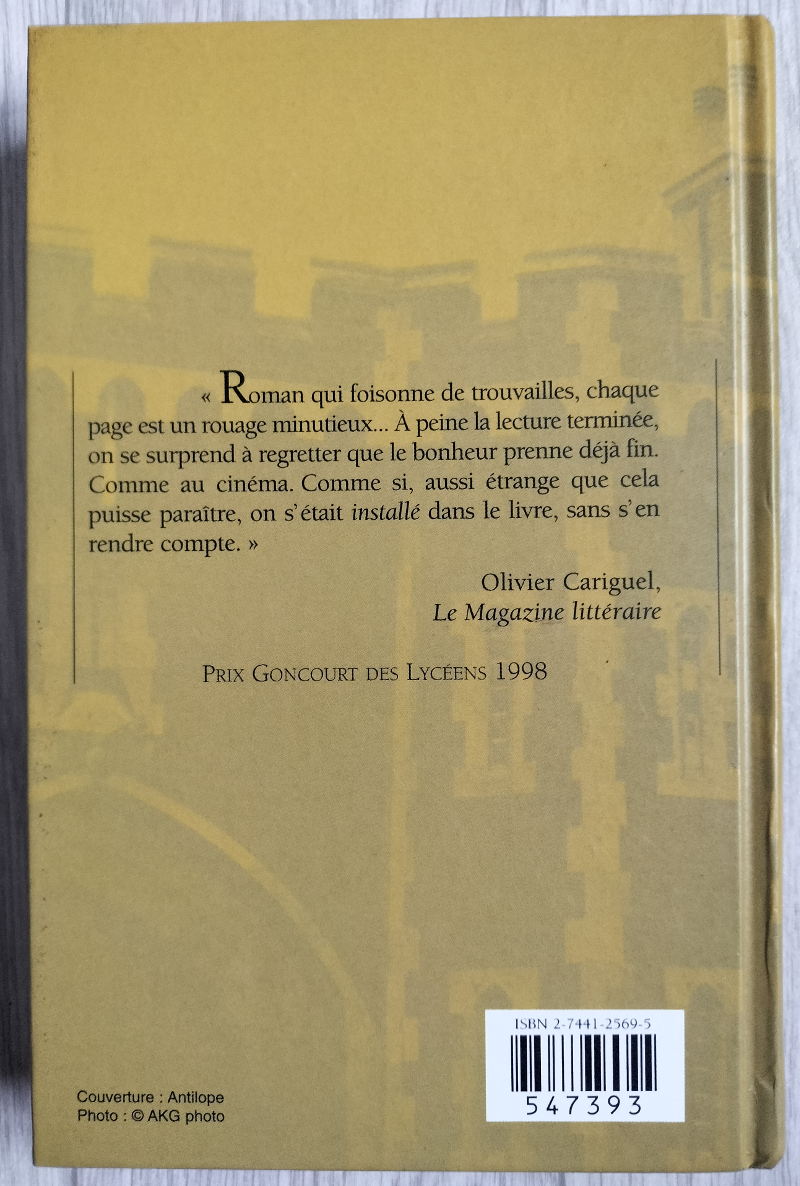 « Roman qui foisonne de trouvailles, chaque
page est un rouage minutieux... À peine la lecture terminée,
on se surprend à regretter que le bonheur prenne déjà fin.
Comme au cinéma. Comme si, aussi étrange que cela
puisse paraître, on s'était installé dans le livre, sans s'en
rendre compte. »
Olivier Cariguel,
Le Magazine littéraire
PRIX GONCOURT DES LYCÉENS 1998
ISBN 2-7441-2569-5
547393
Couverture : Antilope
Photo : © AKG photo